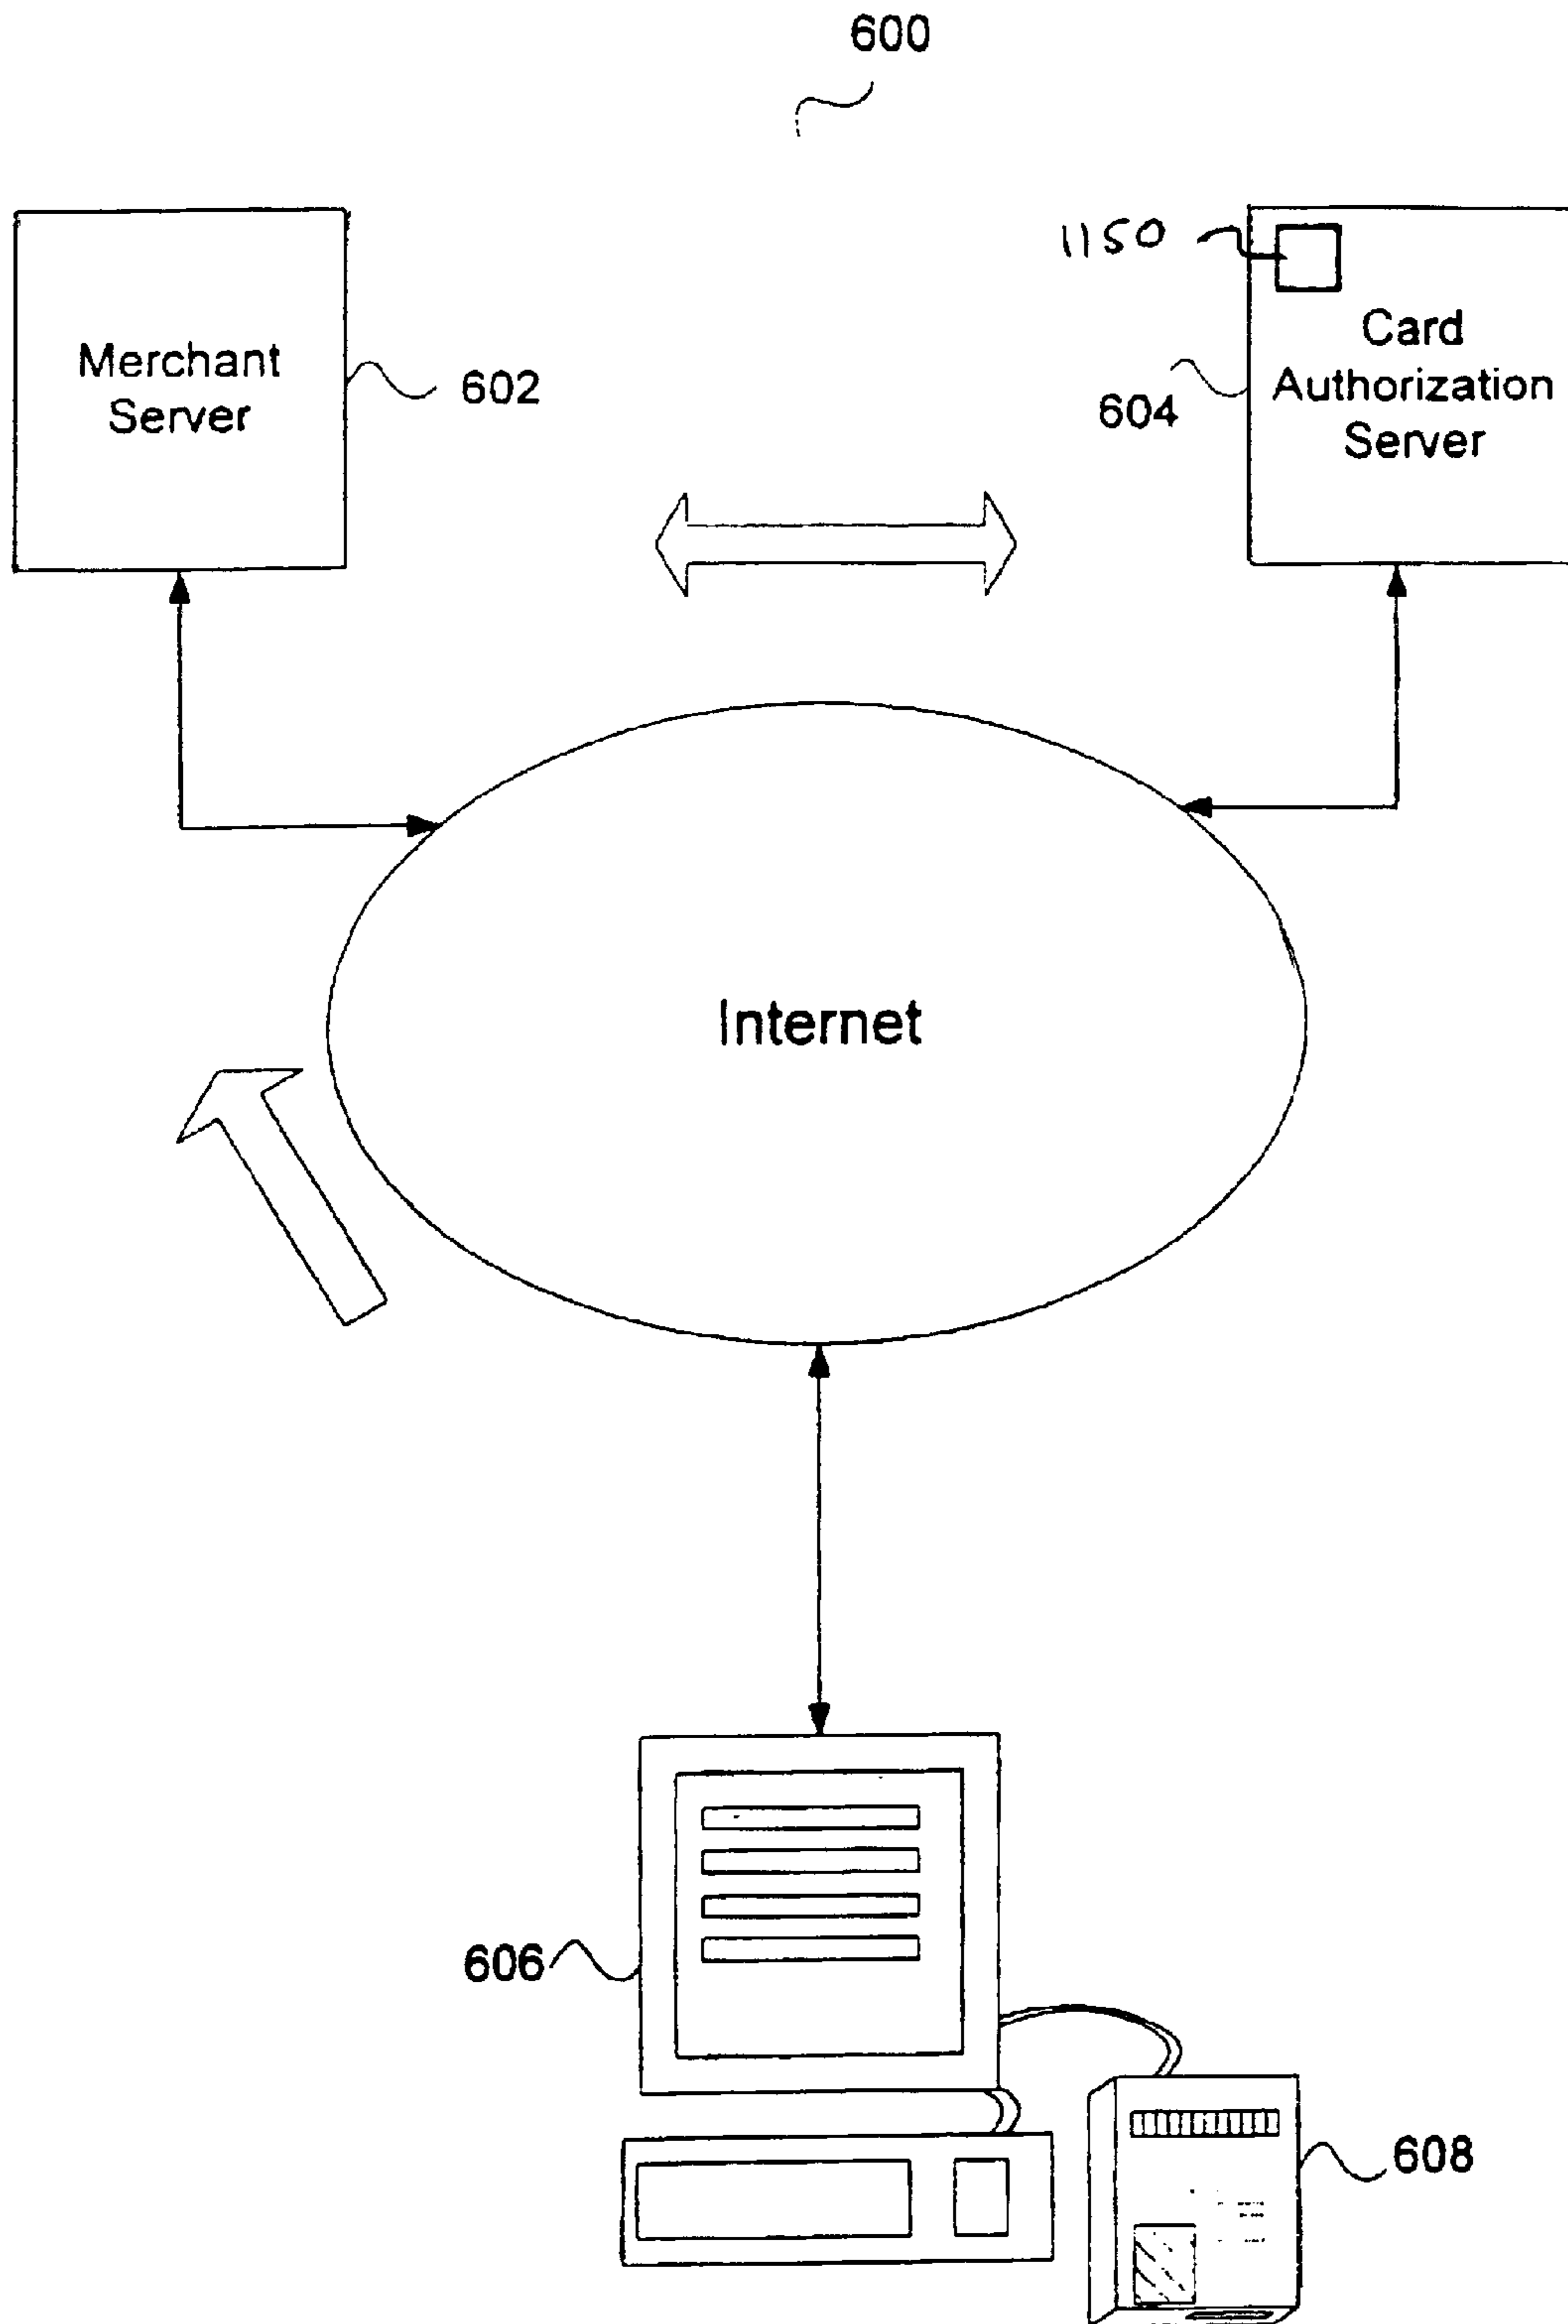 600
1150
Merchant
Server
602
604
Card
Authorization
Server
Internet
606
608